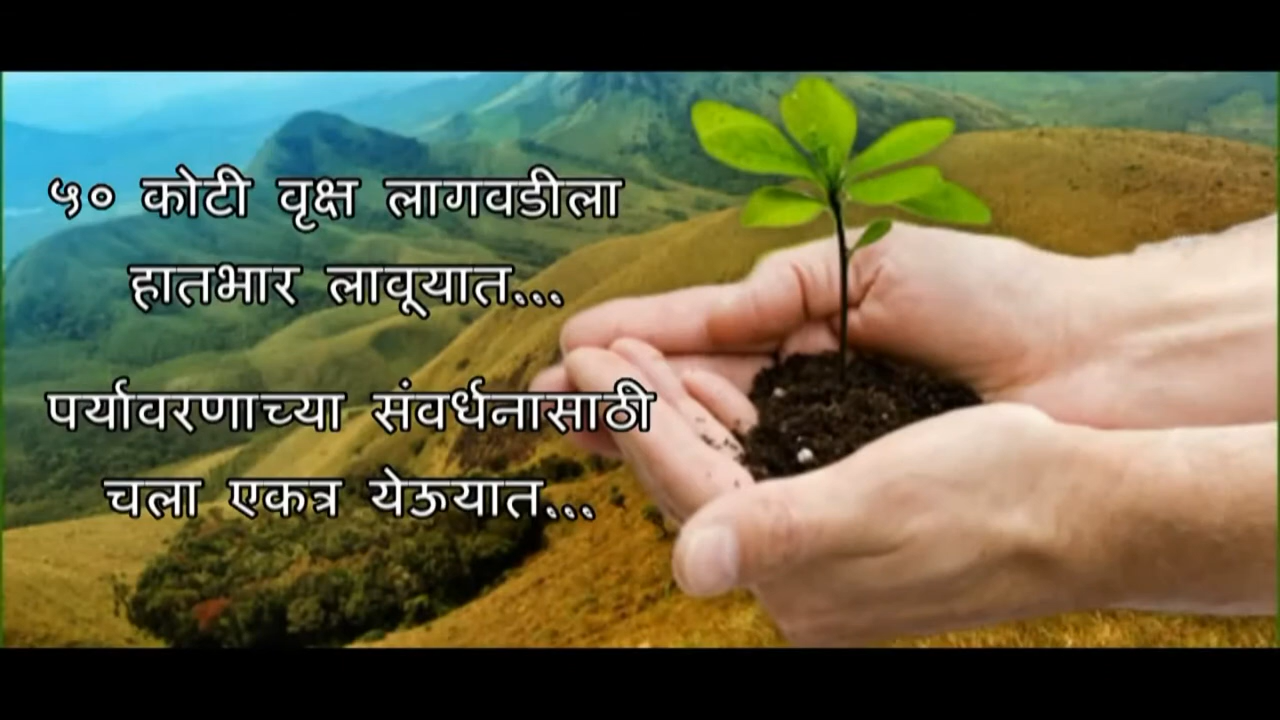 ५० कोटी वृक्ष लागवडीला
हातभार लावूयात...
पर्यावरणाच्या संवर्धनासाठी
चला एकत्र येऊयात...